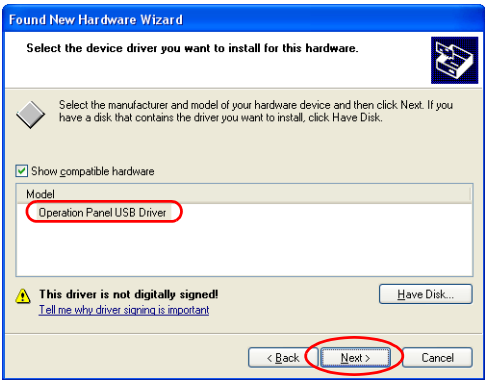 Found New Hardware Wizard
Select the device driver you want to install for this hardware.
Select the manufacturer and model of your hardware device and then click Next. If you
have a disk that contains the driver you want to install, click Have Disk.
Show compatible hardware
Model
Operation Panel USB Driver
This driver is not digitally signed!
Tell me why driver signing is important
Have Disk...
< Back
Next >
Cancel